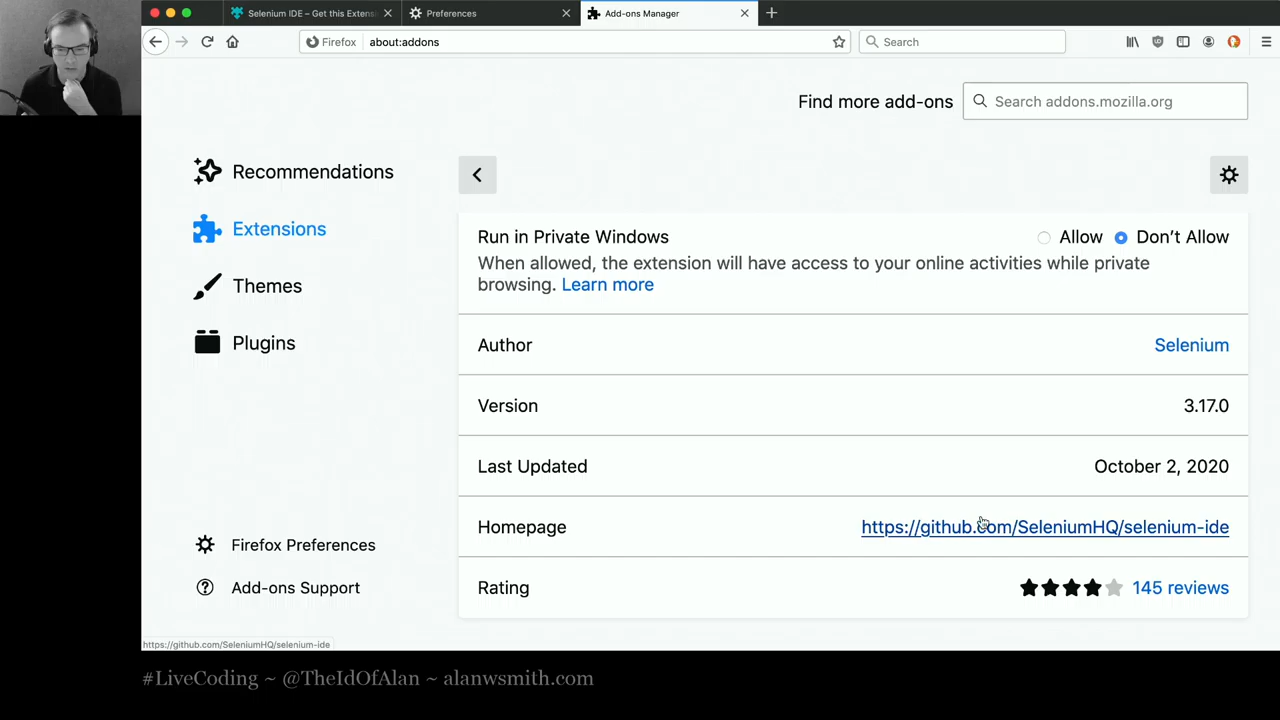 Selenium IDE – Get this Extens
Preferences
Add-ons Manager
Firefox
about:addons
Search
Find more add-ons
Search addons.mozilla.org
Recommendations
Extensions
Themes
Plugins
Firefox Preferences
Add-ons Support
Run in Private Windows
Allow
Don't Allow
When allowed, the extension will have access to your online activities while private
browsing. Learn more
Author
Selenium
Version
3.17.0
Last Updated
October 2, 2020
Homepage
https://github.com/SeleniumHQ/selenium-ide
Rating
145 reviews
https://github.com/SeleniumHQ/selenium-ide
#LiveCoding ~ @TheIdOfAlan ~ alanwsmith.com